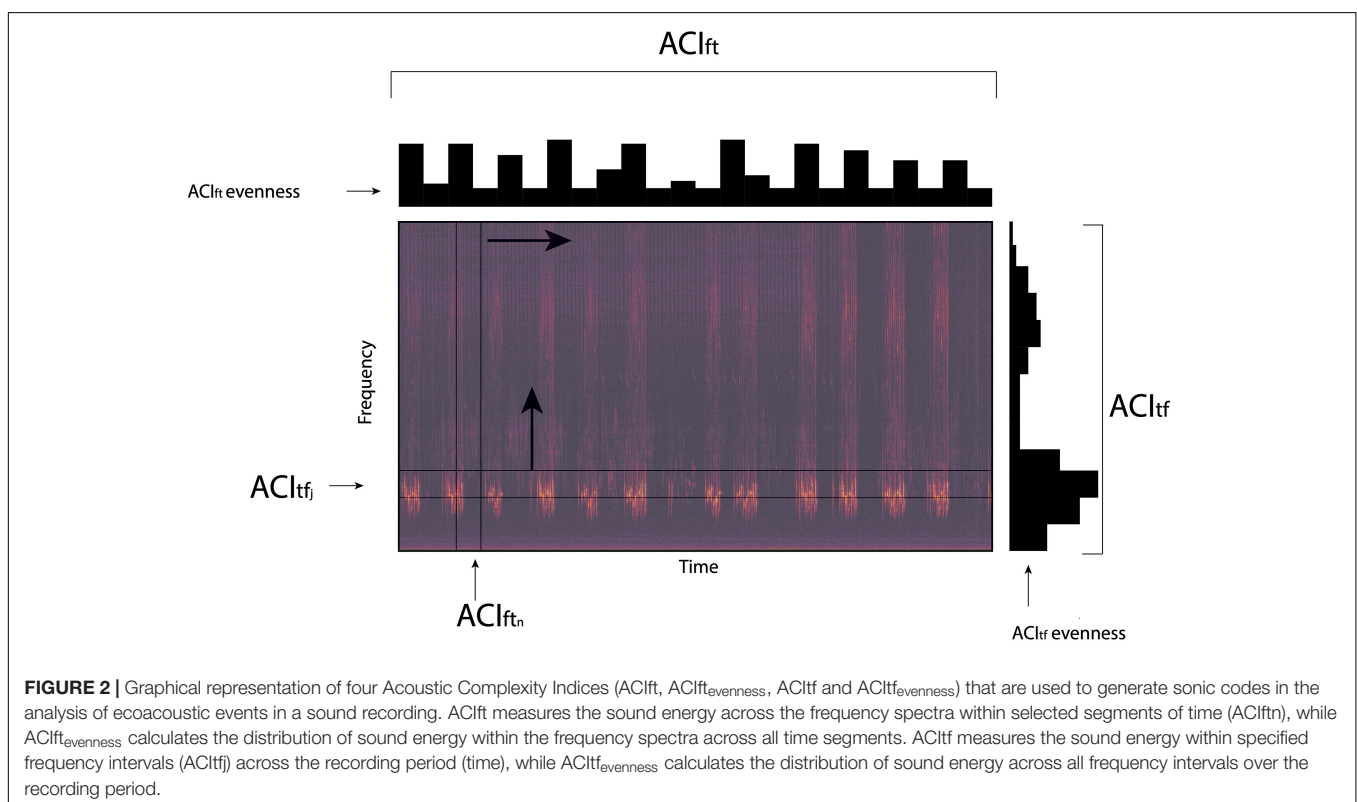 ACIft
ACIft evenness
Frequency
ACItf
ACItfj
Time
ACIftn
ACItf evenness
FIGURE 2 | Graphical representation of four Acoustic Complexity Indices (ACIft, ACIftevenness, ACItf and ACItfevenness) that are used to generate sonic codes in the
analysis of ecoacoustic events in a sound recording. ACIft measures the sound energy across the frequency spectra within selected segments of time (ACIftn), while
ACIftevenness calculates the distribution of sound energy within the frequency spectra across all time segments. ACItf measures the sound energy within specified
frequency intervals (ACItfj) across the recording period (time), while ACItfevenness calculates the distribution of sound energy across all frequency intervals over the
recording period.